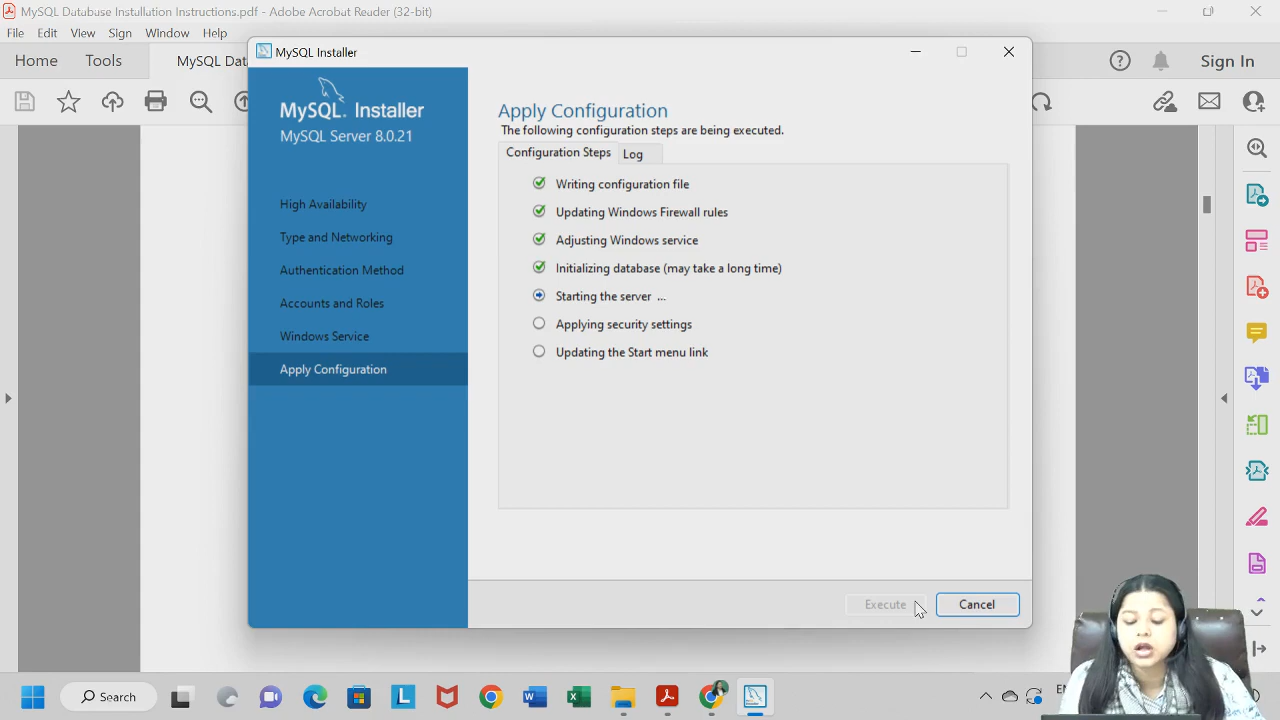 MySQL Database Installation Instructions.pdf - Adobe Acrobat Reader (32-bit)
File Edit View Sign Window Help
Home Tools MySQL Dat Sign In
MySQL Installer
MySQL. Installer
MySQL Server 8.0.21
High Availability
Type and Networking
Authentication Method
Accounts and Roles
Windows Service
Apply Configuration
Apply Configuration
The following configuration steps are being executed.
Configuration Steps Log
Writing configuration file
Updating Windows Firewall rules
Adjusting Windows service
Initializing database (may take a long time)
Starting the server ...
Applying security settings
Updating the Start menu link
Execute Cancel
Search